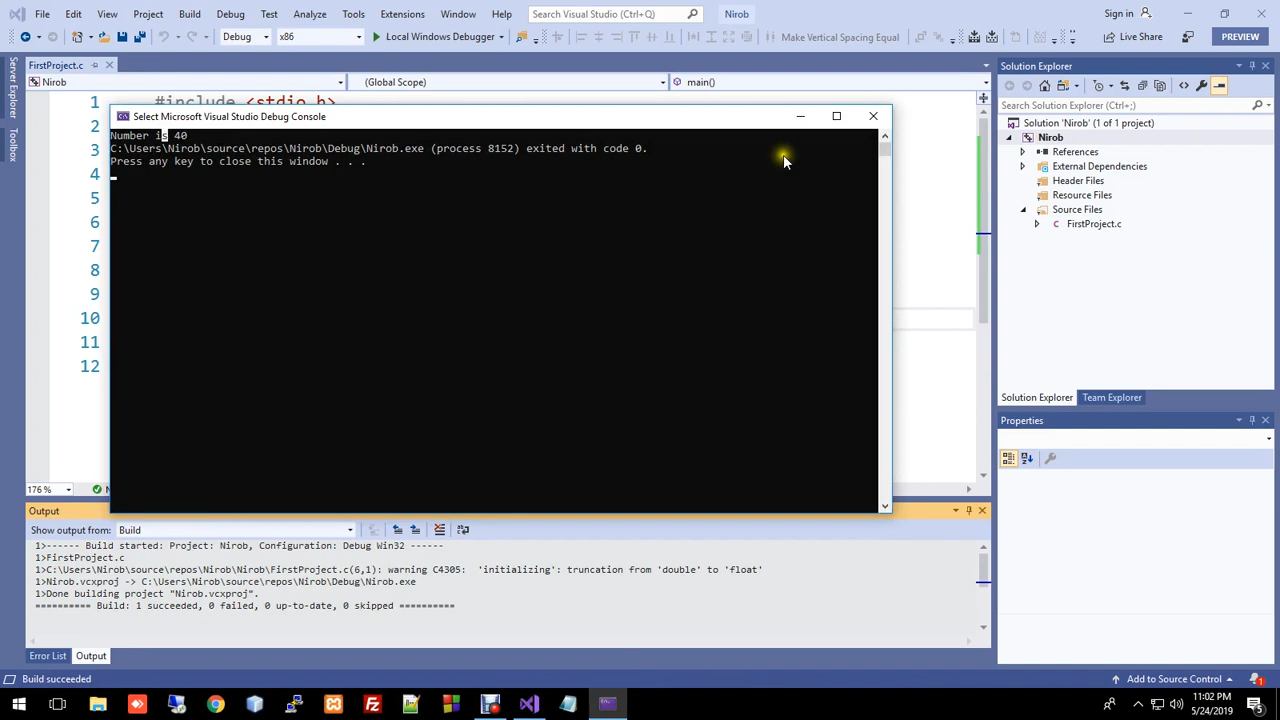 File Edit View Project Build Debug Test Analyze Tools Extensions Window Help Search Visual Studio (Ctrl+Q) Nirob Sign in
Debug x86 Local Windows Debugger Make Vertical Spacing Equal Live Share PREVIEW
Server Explorer
Toolbox
FirstProject.c
Nirob (Global Scope) main()
1 #include <stdio.h>
2
3
4
5
6
7
8
9
10
11
12
Select Microsoft Visual Studio Debug Console
Number is 40
C:\Users\Nirob\source\repos\Nirob\Debug\Nirob.exe (process 8152) exited with code 0.
Press any key to close this window . . .
176 %
Solution Explorer
Search Solution Explorer (Ctrl+;)
Solution 'Nirob' (1 of 1 project)
Nirob
References
External Dependencies
Header Files
Resource Files
Source Files
FirstProject.c
Solution Explorer Team Explorer
Properties
Output
Show output from: Build
1>------ Build started: Project: Nirob, Configuration: Debug Win32 ------
1>FirstProject.c
1>C:\Users\Nirob\source\repos\Nirob\Nirob\FirstProject.c(6,1): warning C4305: 'initializing': truncation from 'double' to 'float'
1>Nirob.vcxproj -> C:\Users\Nirob\source\repos\Nirob\Debug\Nirob.exe
1>Done building project "Nirob.vcxproj".
========== Build: 1 succeeded, 0 failed, 0 up-to-date, 0 skipped ==========
Error List Output
Build succeeded Add to Source Control 1
11:02 PM
5/24/2019